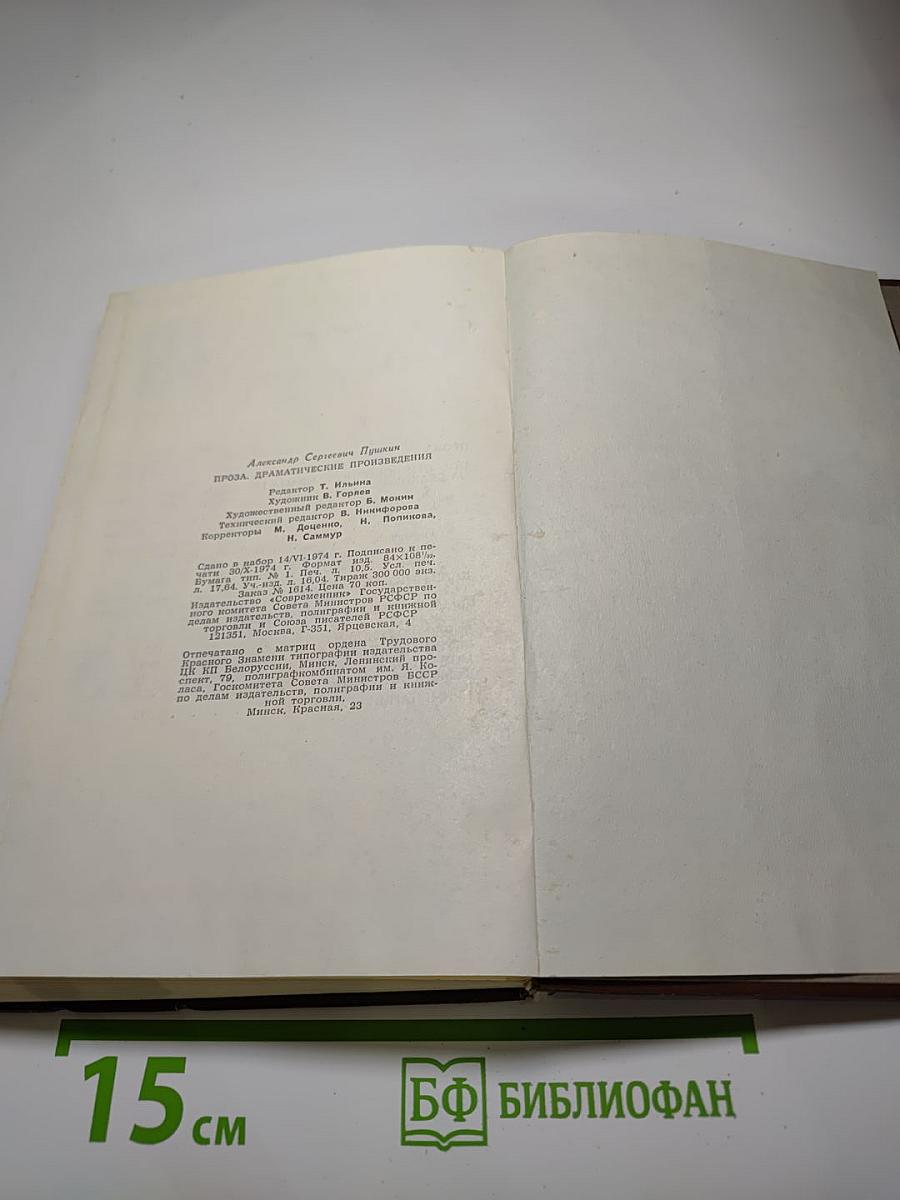 Александр Сергеевич Пушкин
ПРОЗА. ДРАМАТИЧЕСКИЕ ПРОИЗВЕДЕНИЯ
Редактор Т. Ильина
Художник В. Горяев
Художественный редактор Б. Мокин
Технический редактор В. Никифорова
Корректоры М. Доценко, Н. Попикова,
Н. Саммур
Сдано в набор 14/VI-1974 г. Подписано к пе-
чати 30/X-1974 г. Формат изд. 84×108¹/₃₂.
Бумага тип. № 1. Печ. л. 10,5. Усл. печ.
л. 17,64. Уч.-изд. л. 16,04. Тираж 300 000 экз.
Заказ № 1614. Цена 70 коп.
Издательство «Современник» Государствен-
ного комитета Совета Министров РСФСР по
делам издательств, полиграфии и книжной
торговли и Союза писателей РСФСР
121351, Москва, Г-351, Ярцевская, 4
Отпечатано с матриц ордена Трудового
Красного Знамени типографии издательства
ЦК КП Белоруссии, Минск, Ленинский про-
спект, 79, полиграфкомбинатом им. Я. Ко-
ласа, Госкомитета Совета Министров БССР
по делам издательств, полиграфии и книж-
ной торговли.
Минск, Красная, 23
15 см
БФ БИБЛИОФАН